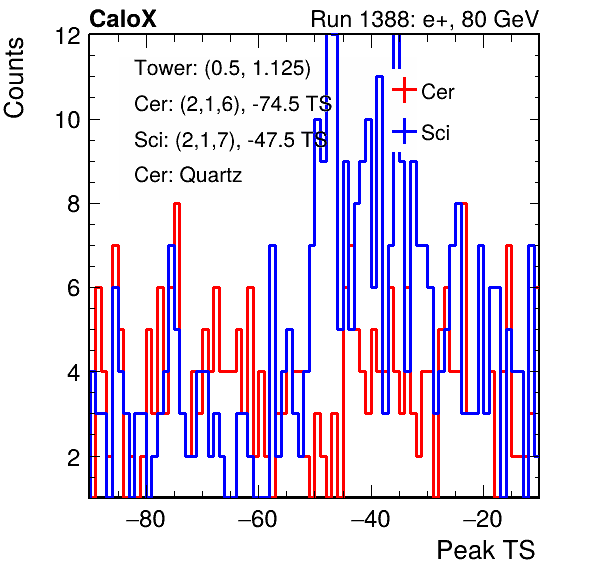 CaloX
Run 1388: e+, 80 GeV
Counts
Tower: (0.5, 1.125)
Cer: (2,1,6), -74.5 TS
Sci: (2,1,7), -47.5 TS
Cer: Quartz
Cer
Sci
12
10
8
6
4
2
−80
−60
−40
−20
Peak TS